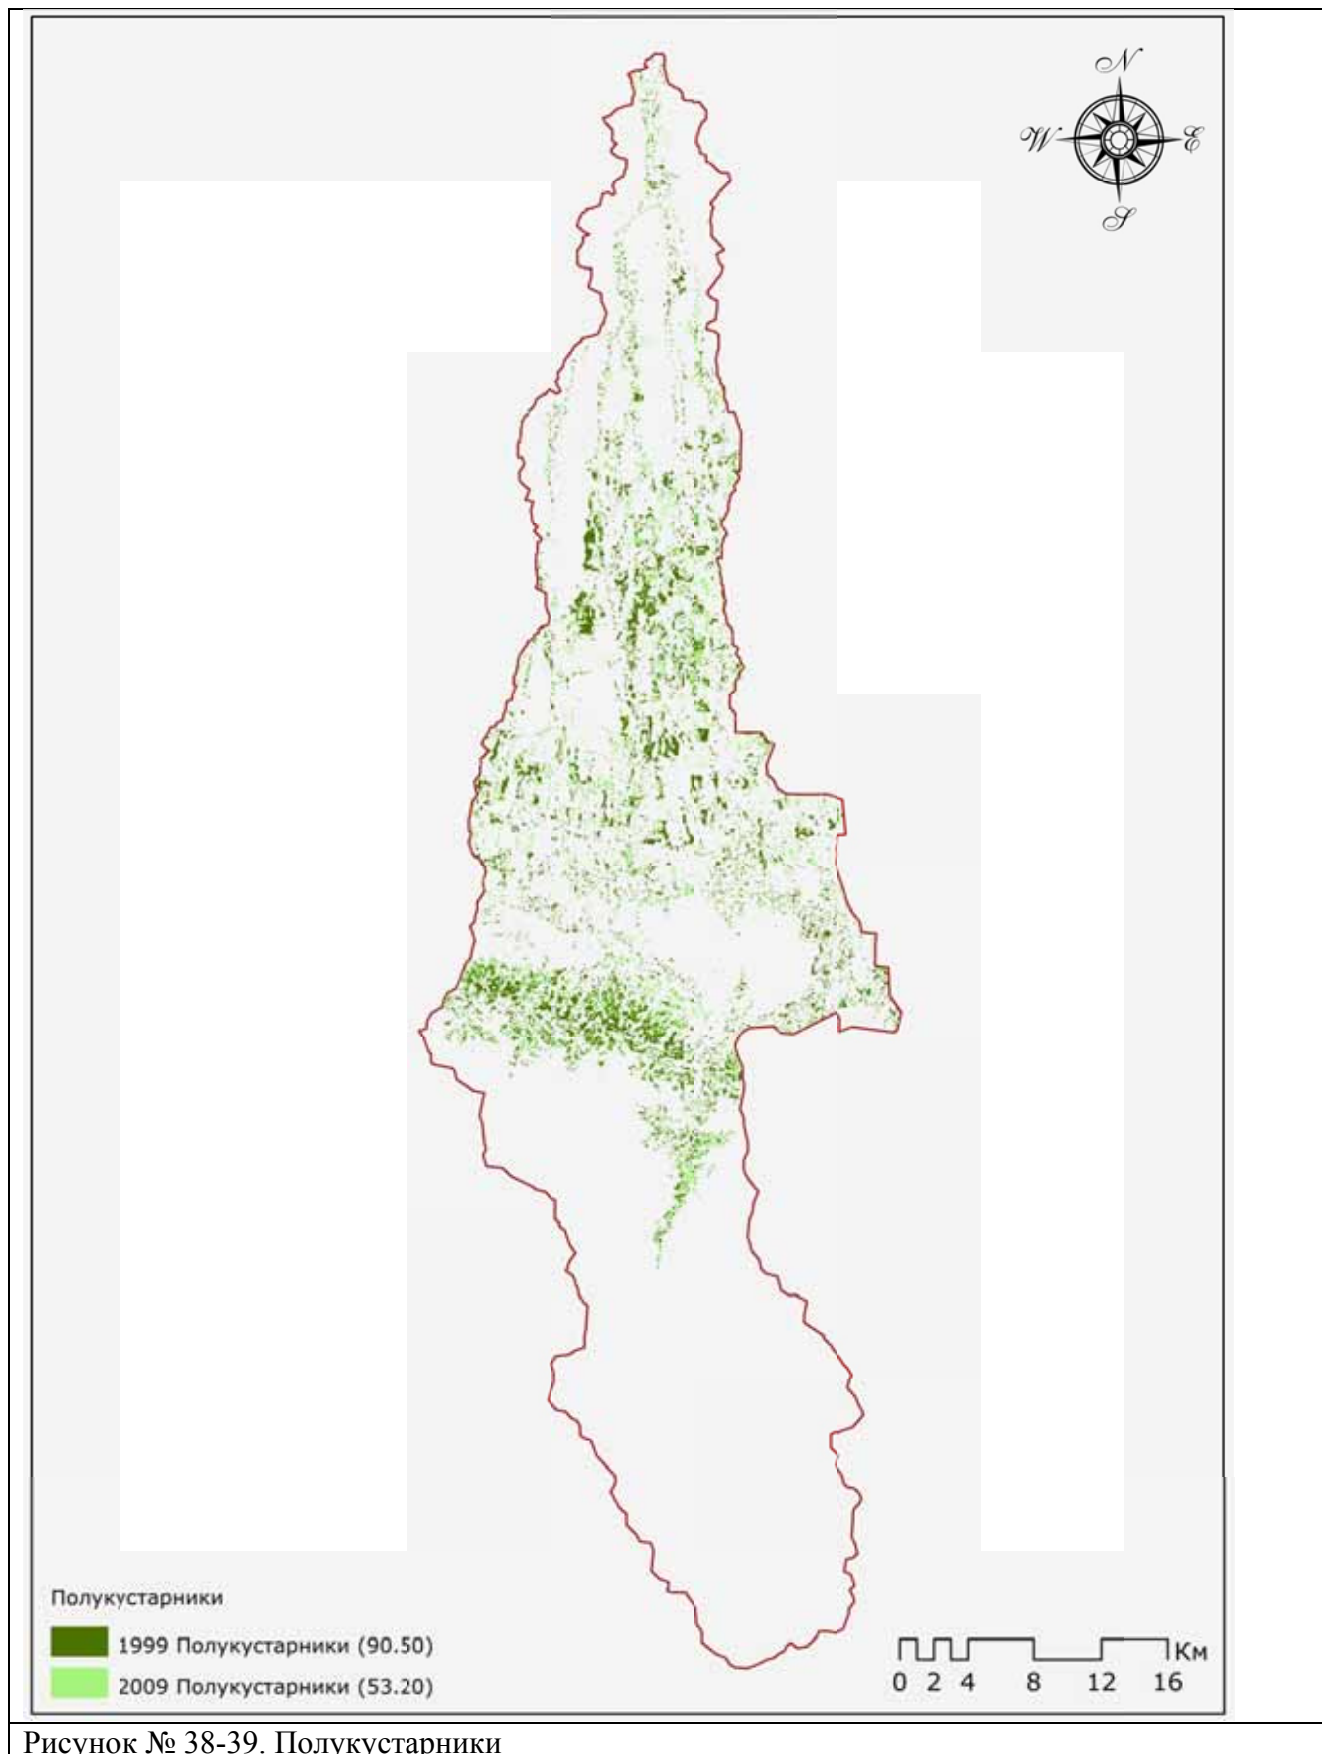 N
W E
S
Полукустарники
1999 Полукустарники (90.50)
2009 Полукустарники (53.20)
Км
0 2 4 8 12 16
Рисунок № 38-39. Полукустарники